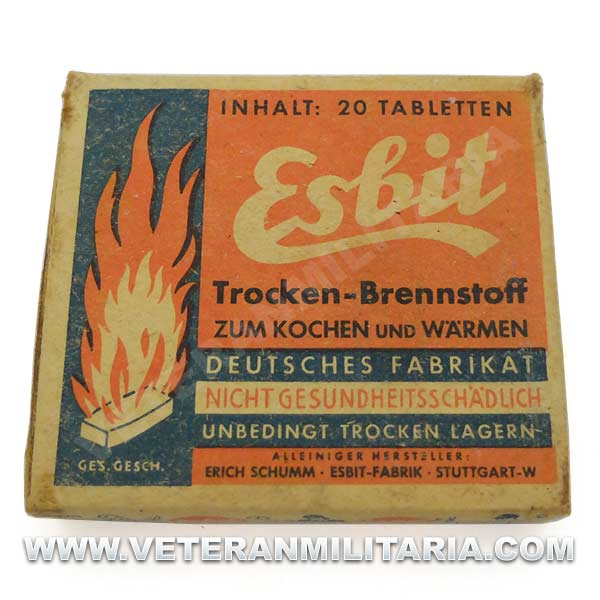 INHALT: 20 TABLETTEN
Esbit
Trocken-Brennstoff
ZUM KOCHEN UND WÄRMEN
DEUTSCHES FABRIKAT
NICHT GESUNDHEITSSCHÄDLICH
UNBEDINGT TROCKEN LAGERN
ALLEINIGER HERSTELLER:
ERICH SCHUMM · ESBIT-FABRIK · STUTTGART-W
GES. GESCH.
WWW.VETERANMILITARIA.COM